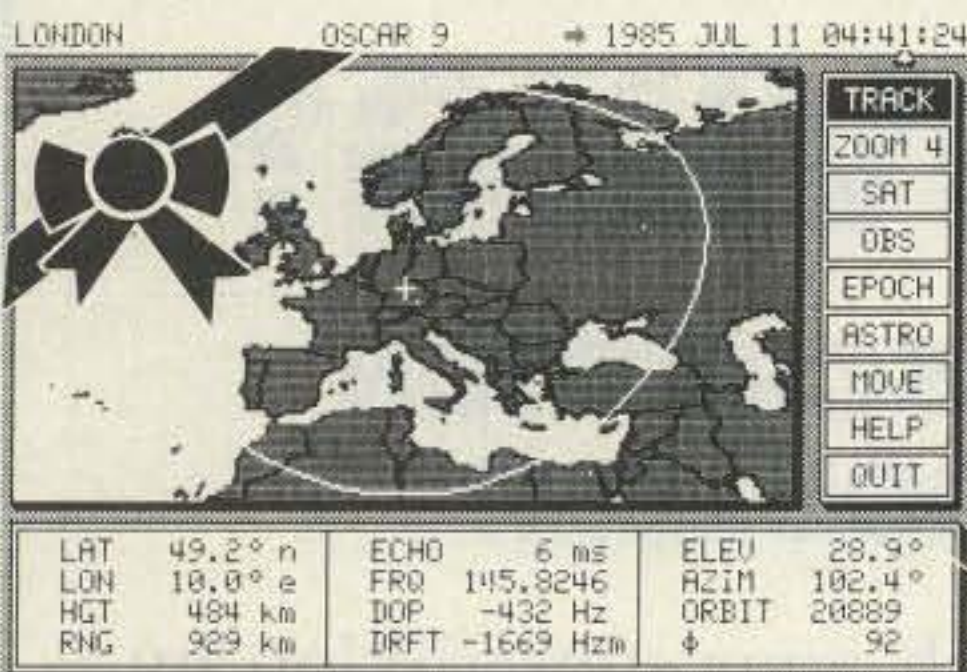 LONDON OSCAR 9 ⇒ 1985 JUL 11 04:41:24
TRACK
ZOOM 4
SAT
OBS
EPOCH
ASTRO
MOVE
HELP
QUIT
LAT 49.2° n
LON 10.0° e
HGT 484 km
RNG 929 km
ECHO 6 ms
FRQ 145.8246
DOP -432 Hz
DRFT -1669 Hzm
ELEV 28.9°
AZIM 102.4°
ORBIT 20889
ϕ 92